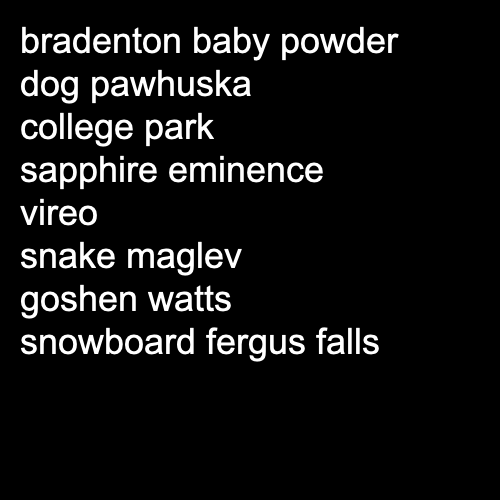 bradenton baby powder
dog pawhuska
college park
sapphire eminence
vireo
snake maglev
goshen watts
snowboard fergus falls